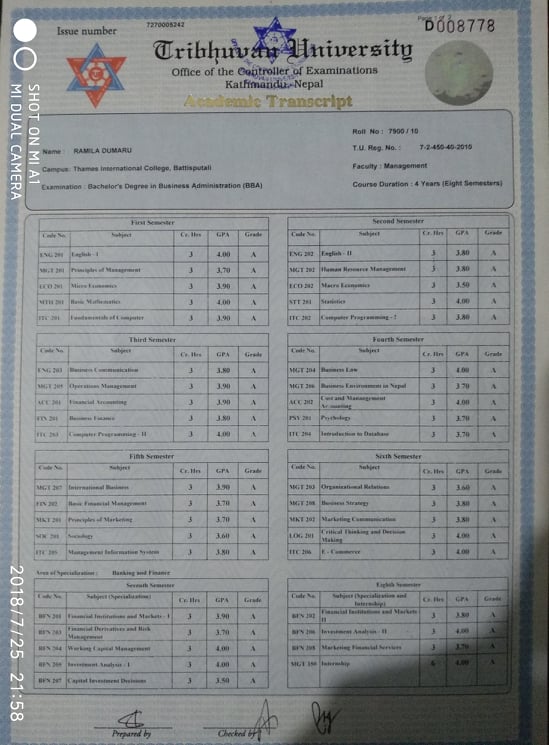 Issue number 7270005242
D008778
Tribhuvan University
Office of the Controller of Examinations
Kathmandu, Nepal
Academic Transcript
Roll No : 7900 / 10
Name : RAMILA DUMARU
T.U. Reg. No. : 7-2-450-40-2010
Campus: Thames International College, Battisputali
Faculty : Management
Examination : Bachelor's Degree in Business Administration (BBA)
Course Duration : 4 Years (Eight Semesters)
First Semester
Code No. Subject Cr. Hrs GPA Grade
ENG 201 English - I 3 4.00 A
MGT 201 Principles of Management 3 3.70 A
ECO 201 Micro Economics 3 3.90 A
MTH 201 Basic Mathematics 3 4.00 A
ITC 201 Fundamentals of Computer 3 3.90 A
Second Semester
Code No. Subject Cr. Hrs GPA Grade
ENG 202 English - II 3 3.80 A
MGT 202 Human Resource Management 3 3.80 A
ECO 202 Macro Economics 3 3.50 A
STT 201 Statistics 3 4.00 A
ITC 202 Computer Programming - I 3 3.80 A
Third Semester
Code No. Subject Cr. Hrs GPA Grade
ENG 203 Business Communication 3 3.80 A
MGT 205 Operations Management 3 3.90 A
ACC 201 Financial Accounting 3 3.90 A
FIN 201 Business Finance 3 3.80 A
ITC 203 Computer Programming - II 3 4.00 A
Fourth Semester
Code No. Subject Cr. Hrs GPA Grade
MGT 204 Business Law 3 4.00 A
MGT 206 Business Environment in Nepal 3 3.70 A
ACC 202 Cost and Manangement
Accounting 3 4.00 A
PSY 201 Psychology 3 3.70 A
ITC 204 Introduction to Database 3 3.70 A
Fifth Semester
Code No. Subject Cr. Hrs GPA Grade
MGT 207 International Business 3 3.90 A
FIN 202 Basic Financial Management 3 3.70 A
MKT 201 Principles of Marketing 3 3.70 A
SOC 201 Sociology 3 3.60 A
ITC 205 Management Information System 3 3.80 A
Sixth Semester
Code No. Subject Cr. Hrs GPA Grade
MGT 203 Organizational Relations 3 3.60 A
MGT 208 Business Strategy 3 3.80 A
MKT 202 Marketing Communication 3 3.80 A
LOG 201 Critical Thinking and Decision
Making 3 4.00 A
ITC 206 E - Commerce 3 4.00 A
Area of Specialization : Banking and Finance
Seventh Semester
Code No. Subject (Specialization) Cr. Hrs GPA Grade
BFN 201 Financial Institutions and Markets - I 3 3.90 A
BFN 203 Financial Derivatives and Risk
Management 3 3.70 A
BFN 204 Working Capital Management 3 4.00 A
BFN 205 Investment Analysis - I 3 4.00 A
BFN 207 Capital Investment Decisions 3 3.50 A
Eighth Semester
Code No. Subject (Specialization and
Internship) Cr. Hrs GPA Grade
BFN 202 Financial Institutions and Markets
II 3 3.80 A
BFN 206 Investment Analysis - II 3 4.00 A
BFN 208 Marketing Financial Services 3 3.70 A
MGT 350 Internship 6 4.00 A
Prepared by
Checked by
SHOT ON MI A1
MI DUAL CAMERA
2018/7/25 21:58